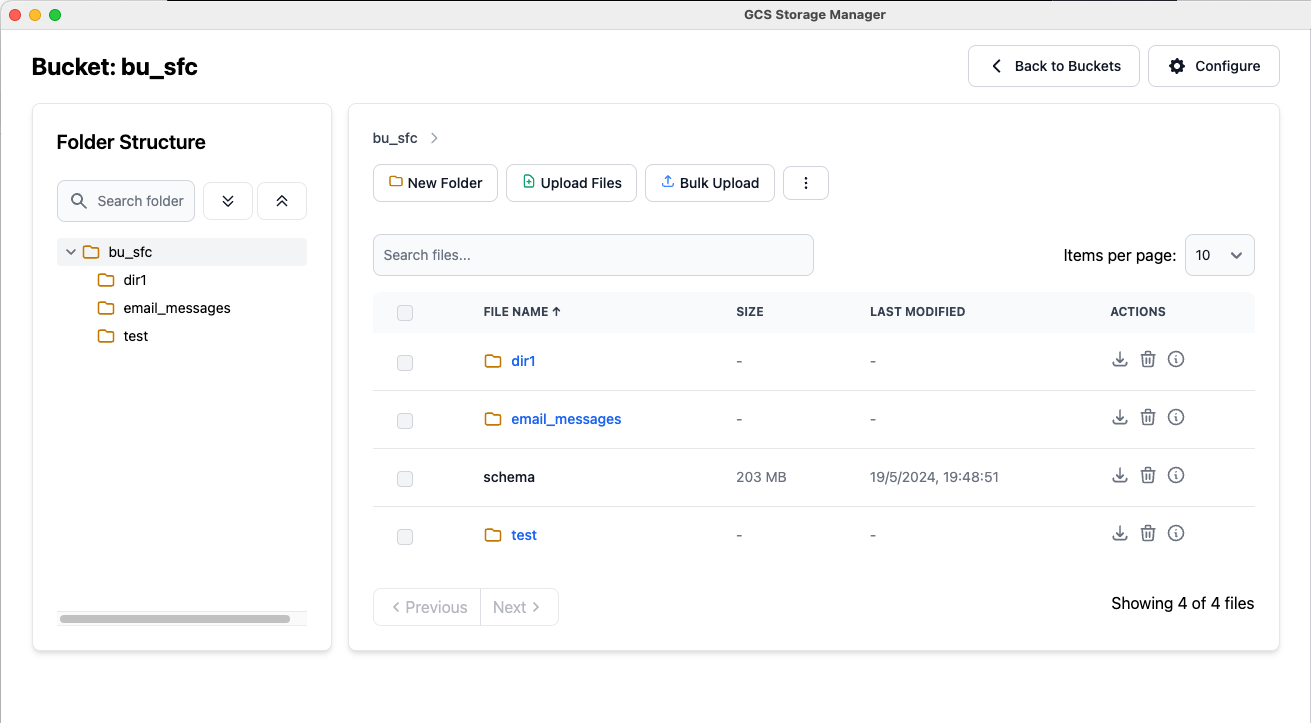 GCS Storage Manager
Bucket: bu_sfc
Back to Buckets
Configure
Folder Structure
Search folder
bu_sfc
dir1
email_messages
test
bu_sfc
New Folder
Upload Files
Bulk Upload
Search files...
Items per page: 10
FILE NAME ↑ SIZE LAST MODIFIED ACTIONS
dir1 - -
email_messages - -
schema 203 MB 19/5/2024, 19:48:51
test - -
Previous Next
Showing 4 of 4 files